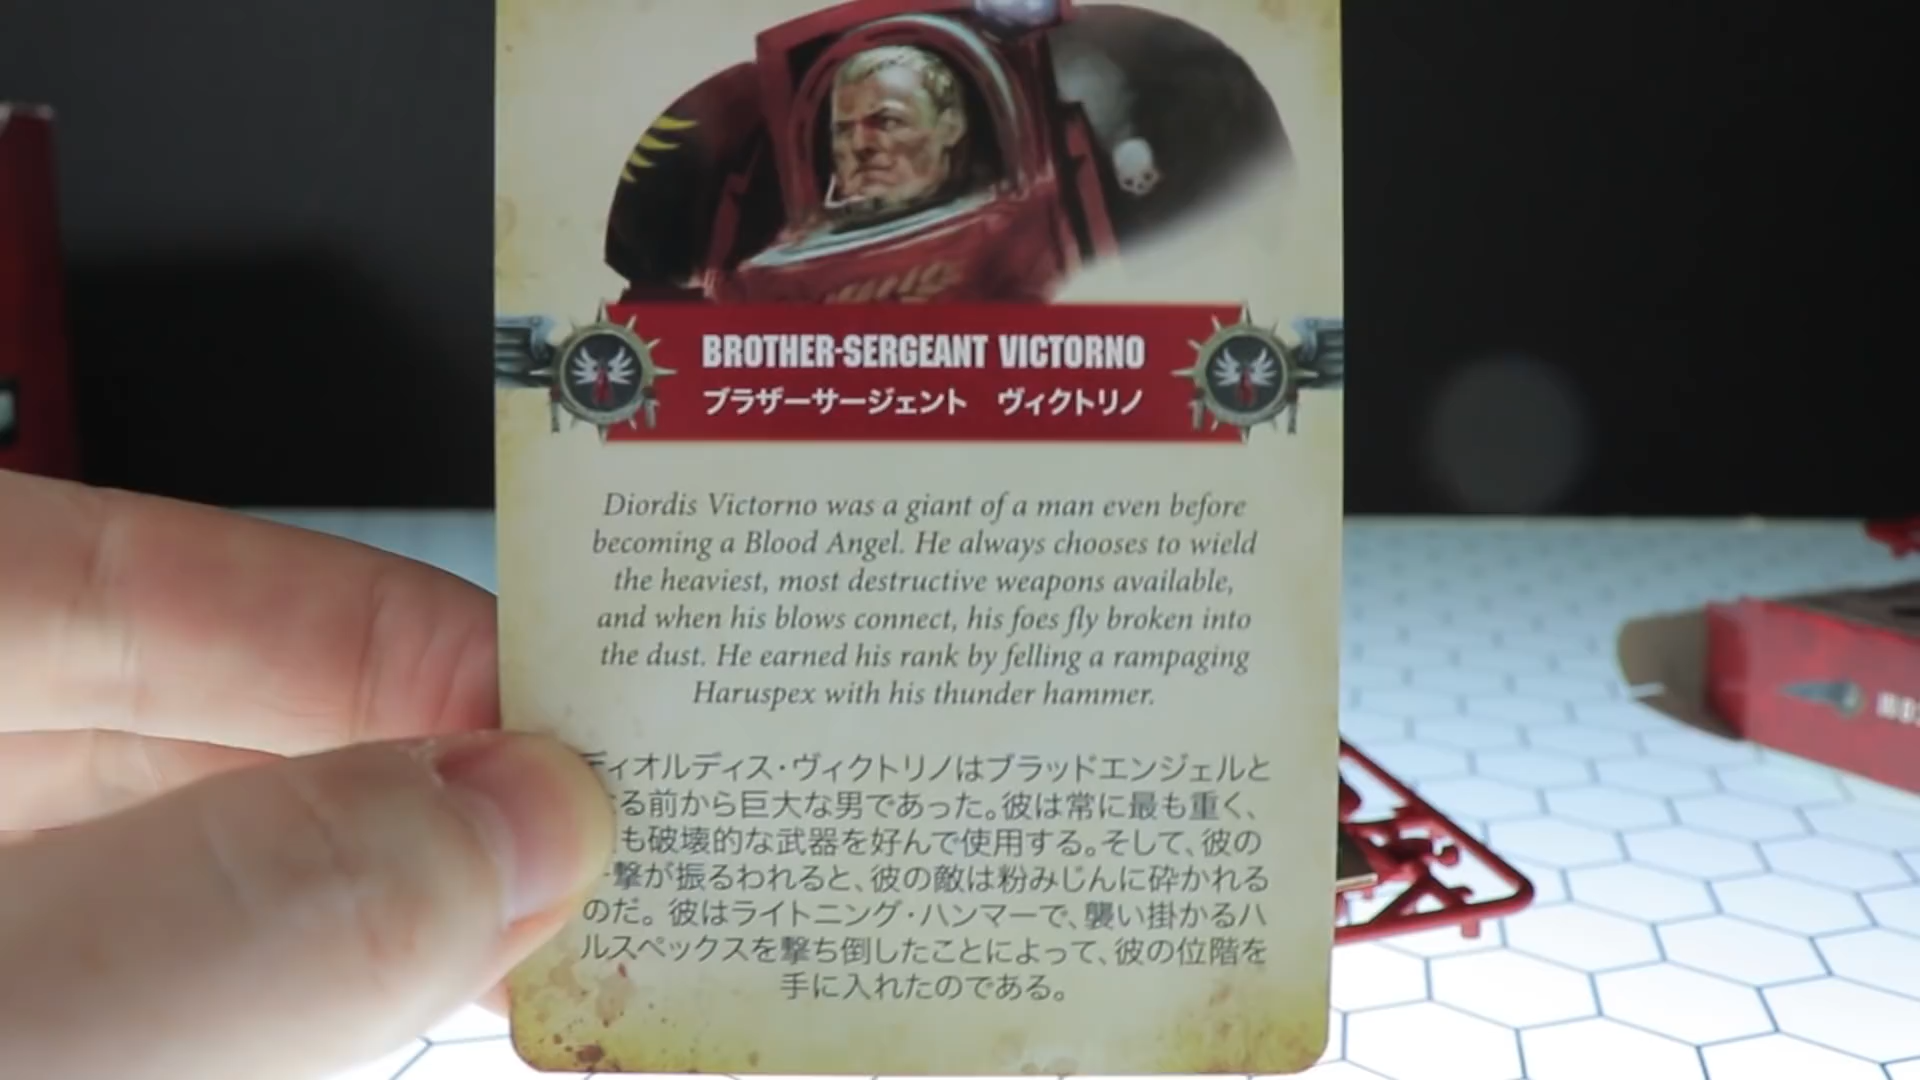 BROTHER-SERGEANT VICTORNO
ブラザーサージェント ヴィクトリノ
Diordis Victorno was a giant of a man even before
becoming a Blood Angel. He always chooses to wield
the heaviest, most destructive weapons available,
and when his blows connect, his foes fly broken into
the dust. He earned his rank by felling a rampaging
Haruspex with his thunder hammer.
ディオルディス・ヴィクトリノはブラッドエンジェルと
る前から巨大な男であった。彼は常に最も重く、
も破壊的な武器を好んで使用する。そして、彼の
撃が振るわれると、彼の敵は粉みじんに砕かれる
のだ。彼はライトニング・ハンマーで、襲い掛かるハ
ルスペックスを撃ち倒したことによって、彼の位階を
手に入れたのである。